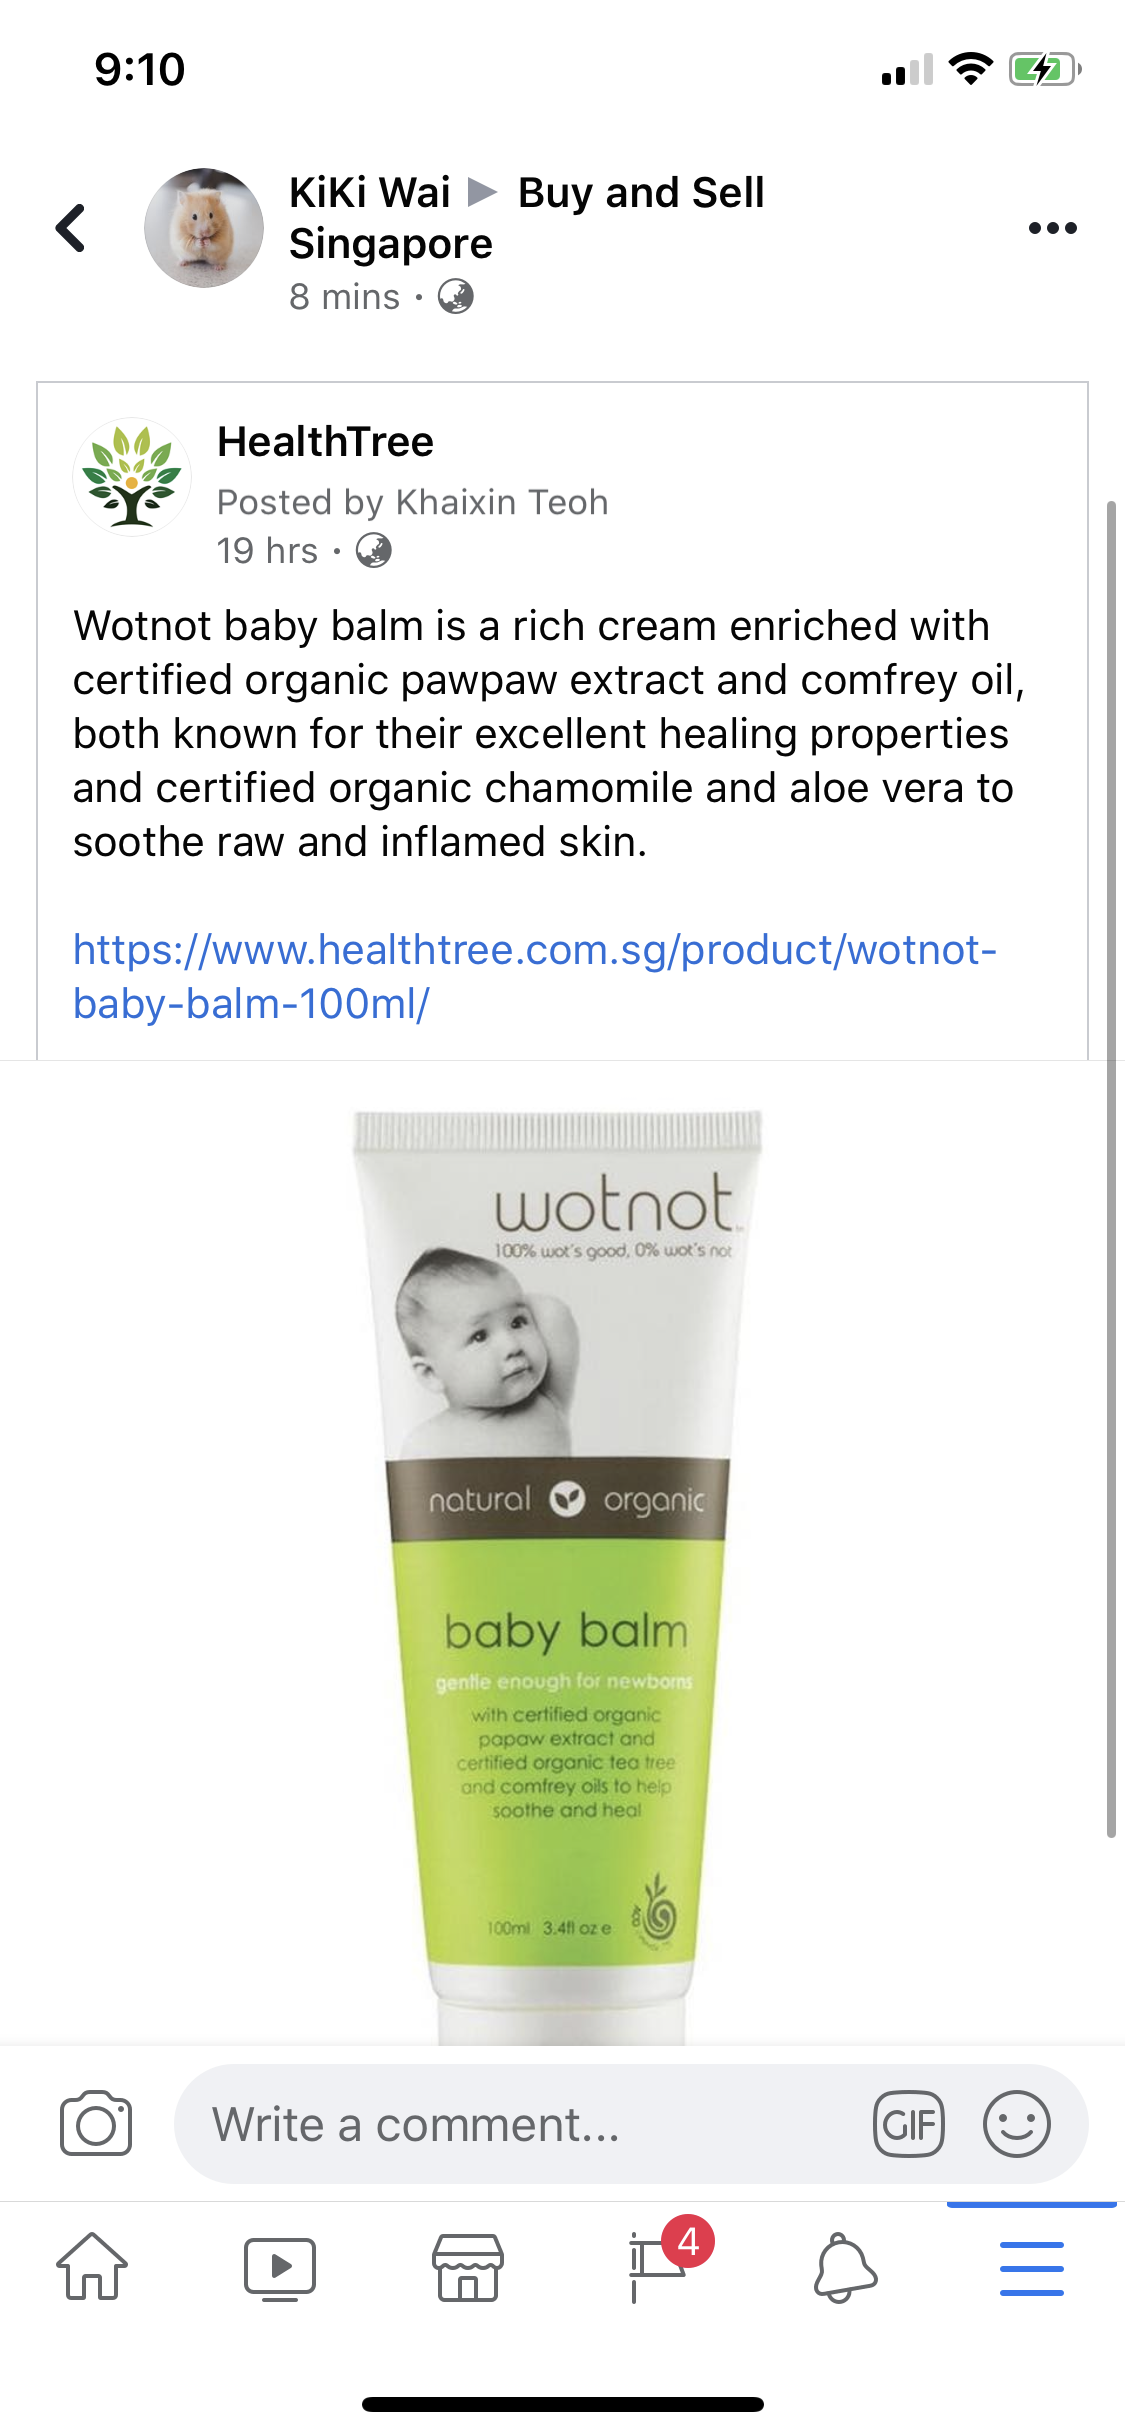 9:10
KiKi Wai ▶ Buy and Sell
Singapore
8 mins ·
HealthTree
Posted by Khaixin Teoh
19 hrs ·
Wotnot baby balm is a rich cream enriched with
certified organic pawpaw extract and comfrey oil,
both known for their excellent healing properties
and certified organic chamomile and aloe vera to
soothe raw and inflamed skin.
https://www.healthtree.com.sg/product/wotnot-
baby-balm-100ml/
wotnot
100% wot's good, 0% wot's not
natural organic
baby balm
gentle enough for newborns
with certified organic
papaw extract and
certified organic tea tree
and comfrey oils to help
soothe and heal
100ml 3.4fl oz e
Write a comment...
GIF
4